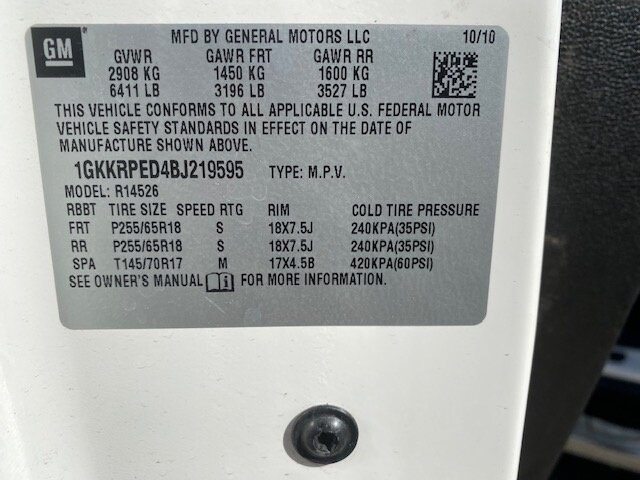 GM
MFD BY GENERAL MOTORS LLC 10/10
GVWR GAWR FRT GAWR RR
2908 KG 1450 KG 1600 KG
6411 LB 3196 LB 3527 LB
THIS VEHICLE CONFORMS TO ALL APPLICABLE U.S. FEDERAL MOTOR
VEHICLE SAFETY STANDARDS IN EFFECT ON THE DATE OF
MANUFACTURE SHOWN ABOVE.
1GKKRPED4BJ219595 TYPE: M.P.V.
MODEL: R14526
RBBT TIRE SIZE SPEED RTG RIM COLD TIRE PRESSURE
FRT P255/65R18 S 18X7.5J 240KPA(35PSI)
RR P255/65R18 S 18X7.5J 240KPA(35PSI)
SPA T145/70R17 M 17X4.5B 420KPA(60PSI)
SEE OWNER'S MANUAL i FOR MORE INFORMATION.